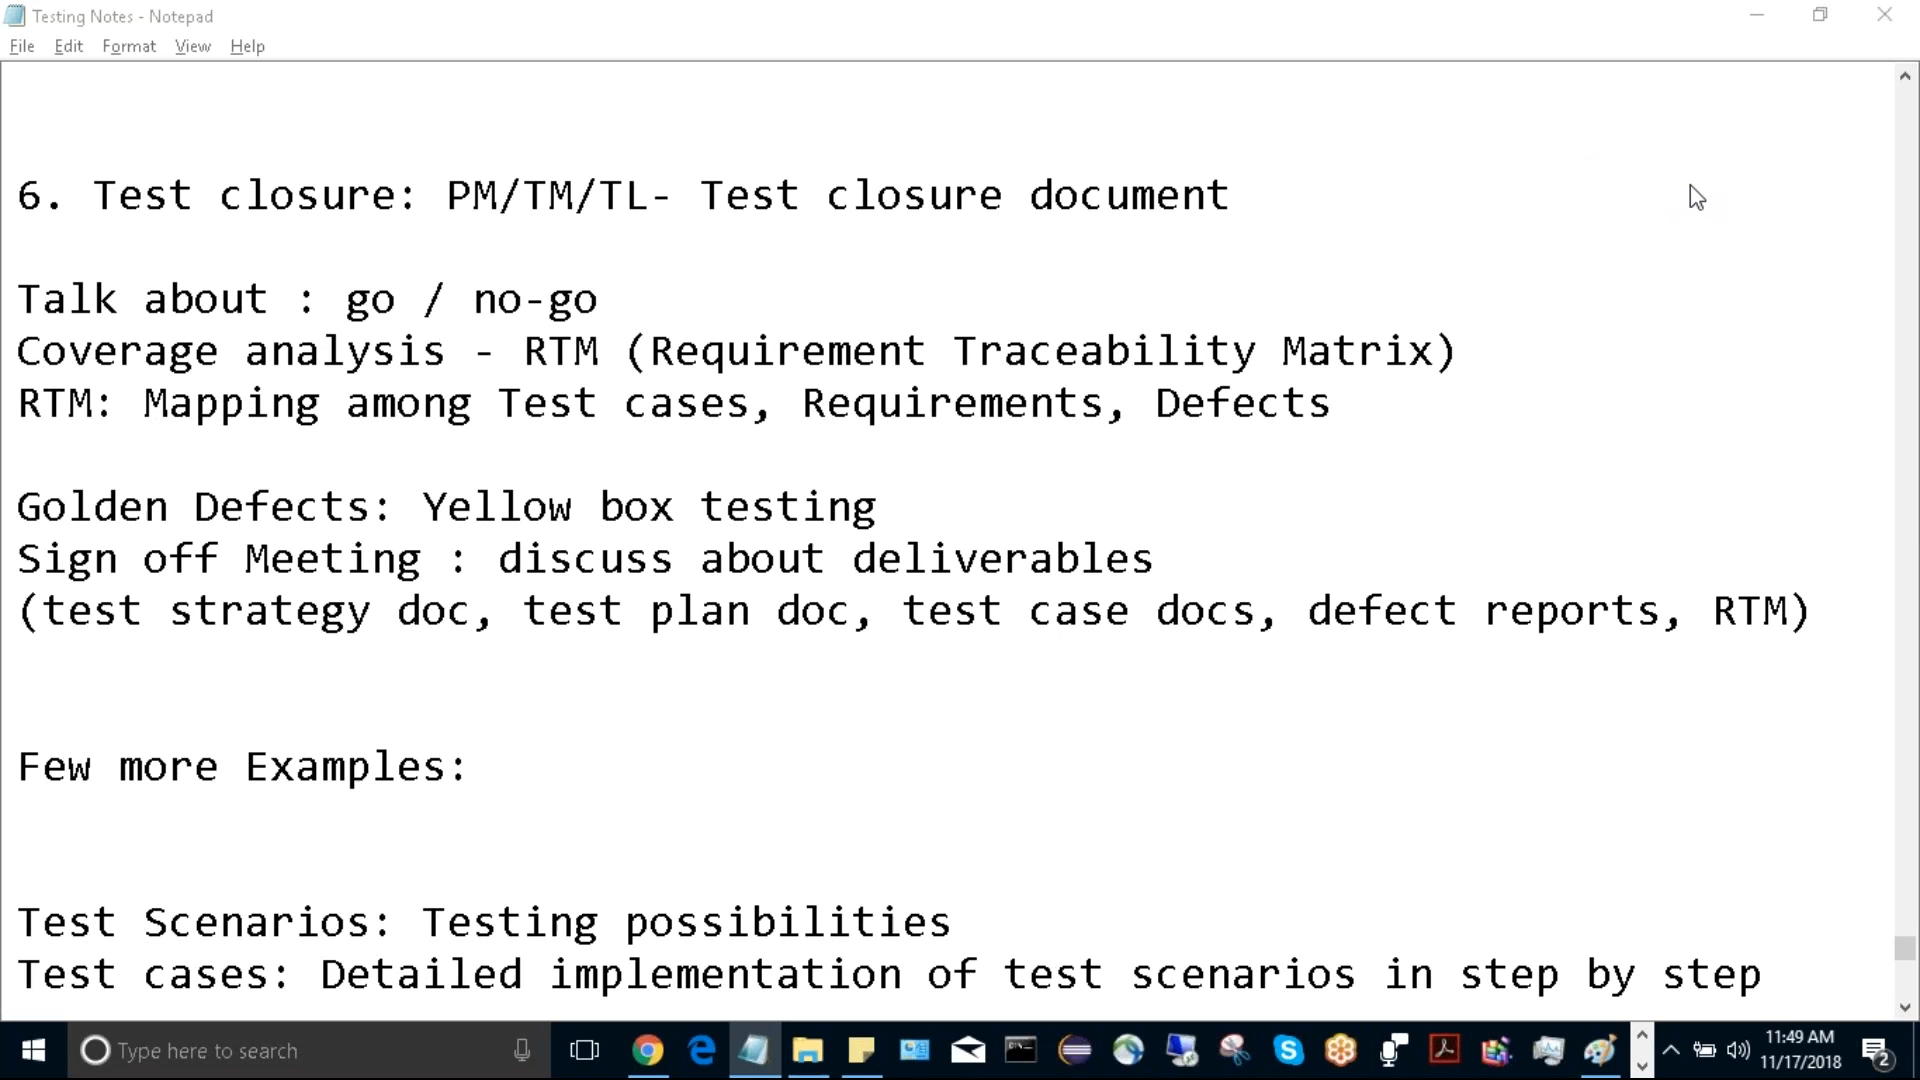 Testing Notes - Notepad
File Edit Format View Help
6. Test closure: PM/TM/TL- Test closure document
Talk about : go / no-go
Coverage analysis - RTM (Requirement Traceability Matrix)
RTM: Mapping among Test cases, Requirements, Defects
Golden Defects: Yellow box testing
Sign off Meeting : discuss about deliverables
(test strategy doc, test plan doc, test case docs, defect reports, RTM)
Few more Examples:
Test Scenarios: Testing possibilities
Test cases: Detailed implementation of test scenarios in step by step
Type here to search
11:49 AM
11/17/2018
2